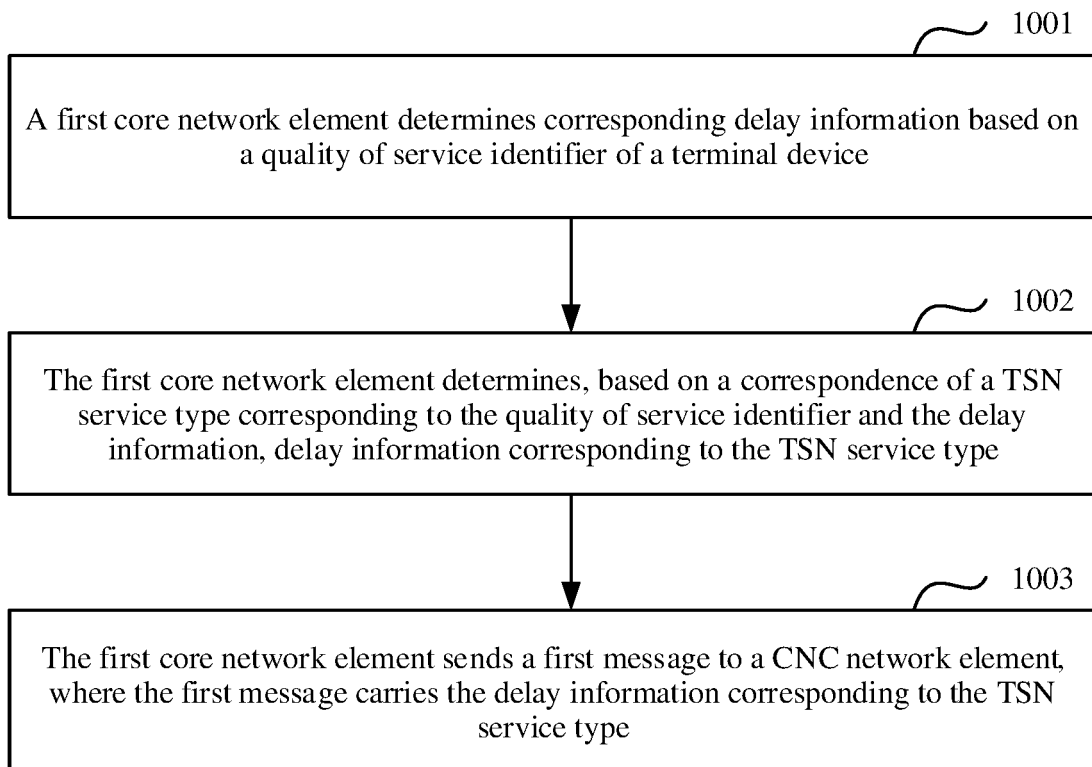 1001
A first core network element determines corresponding delay information based on
a quality of service identifier of a terminal device
1002
The first core network element determines, based on a correspondence of a TSN
service type corresponding to the quality of service identifier and the delay
information, delay information corresponding to the TSN service type
1003
The first core network element sends a first message to a CNC network element,
where the first message carries the delay information corresponding to the TSN
service type